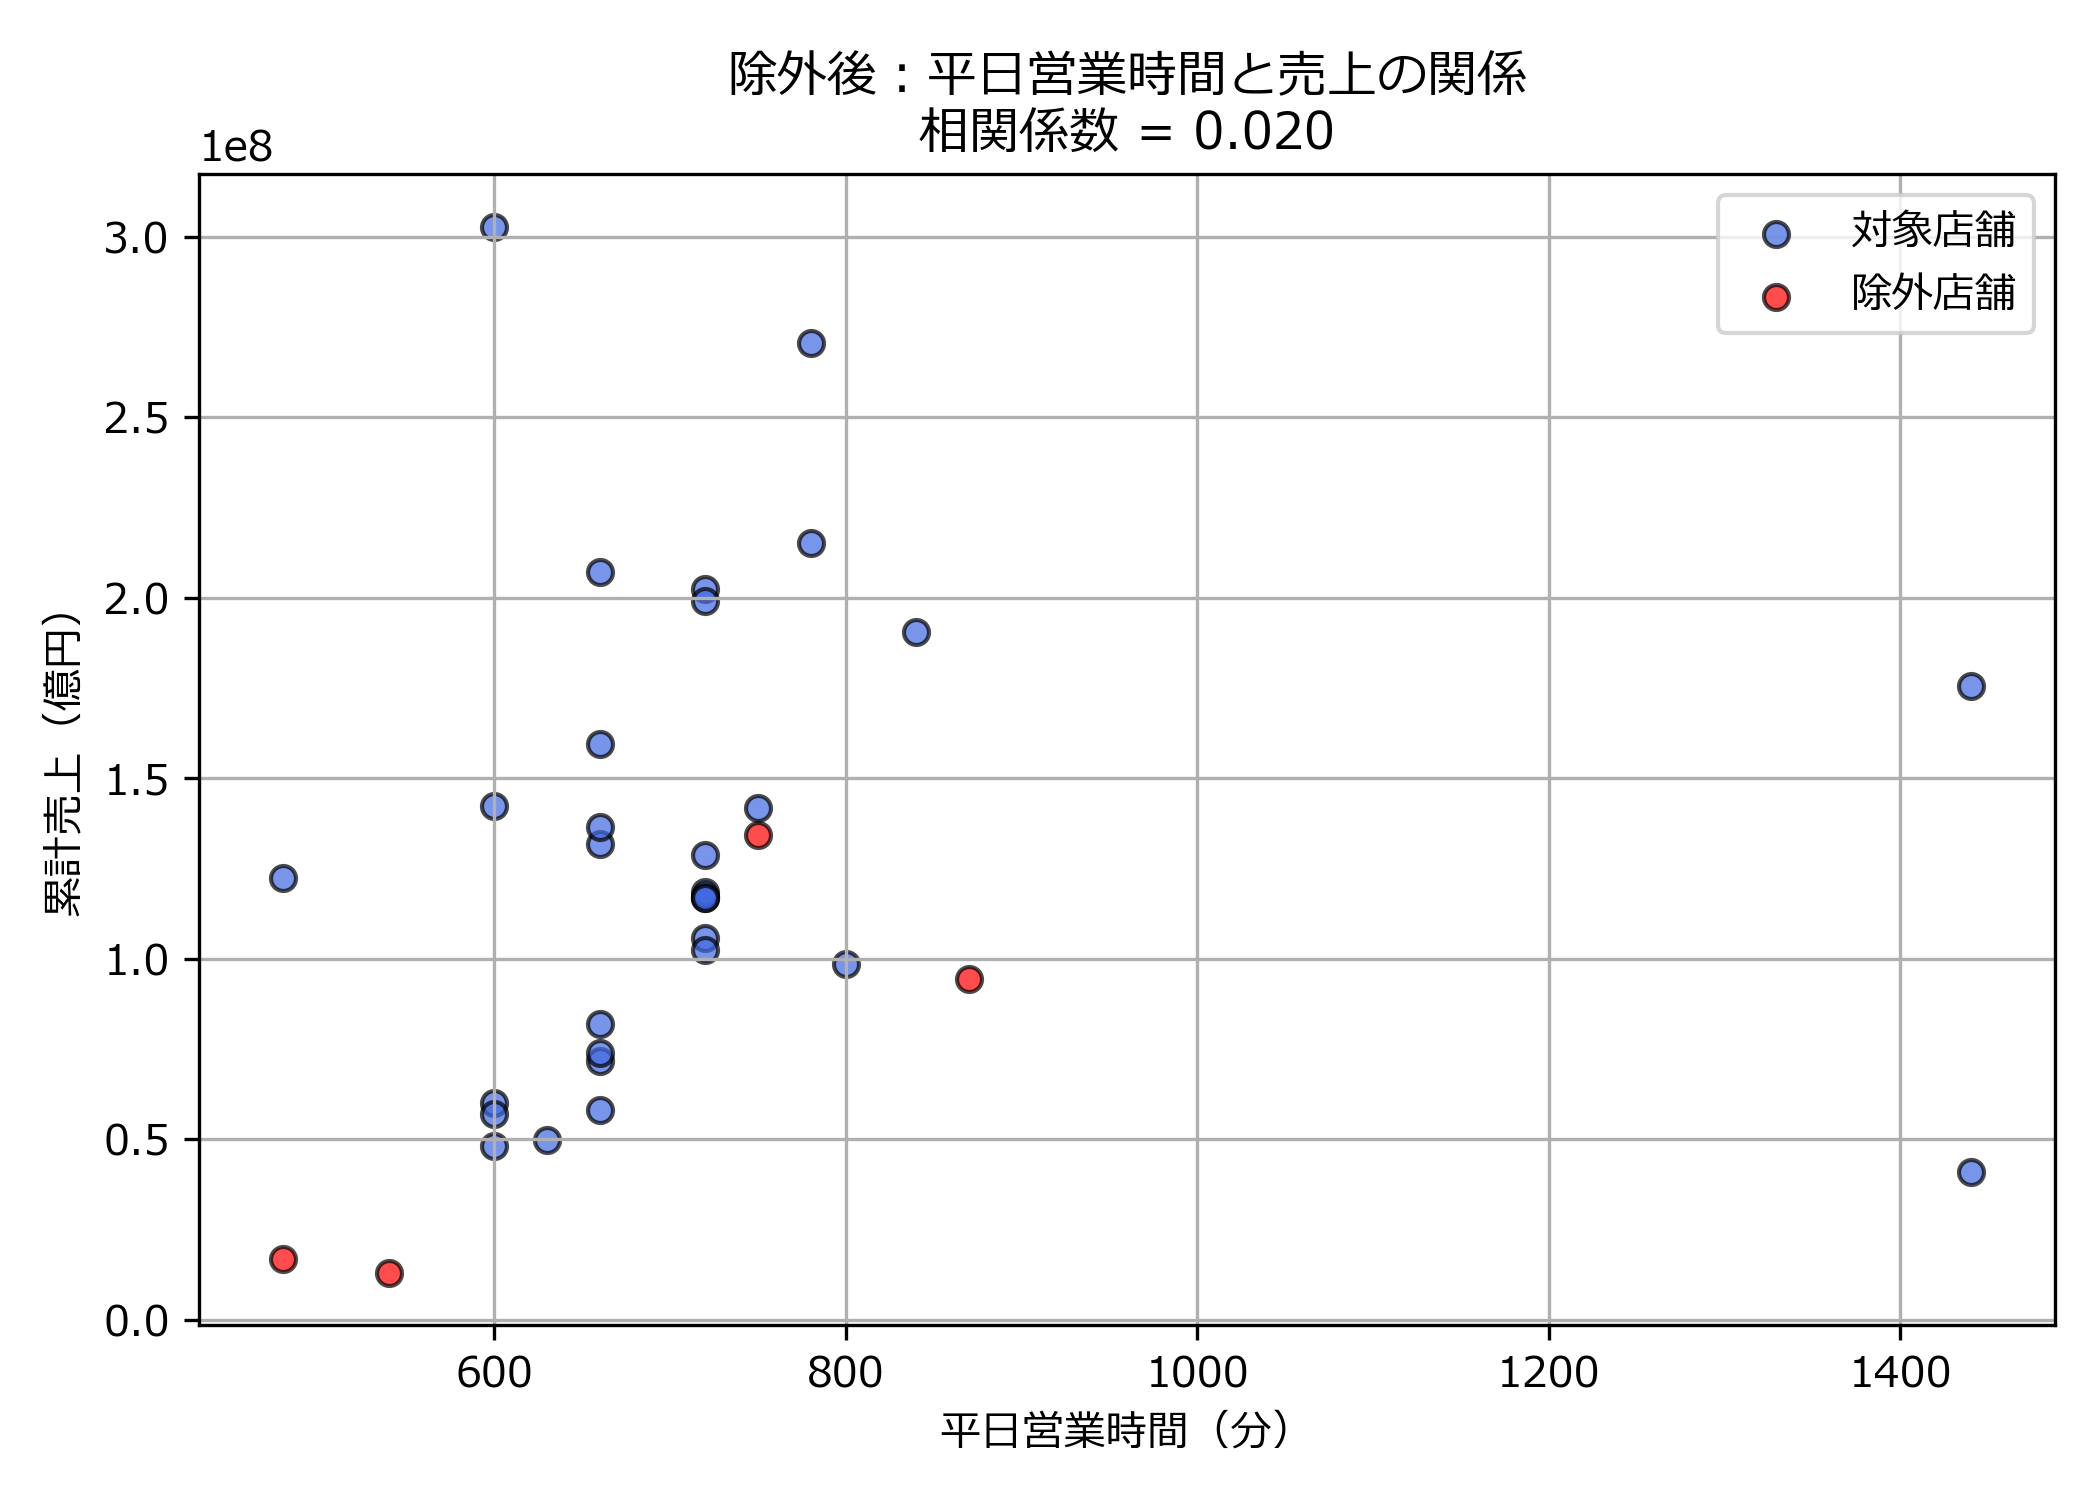 除外後：平日営業時間と売上の関係
相関係数 = 0.020
1e8
対象店舗
除外店舗
3.0
2.5
2.0
1.5
1.0
0.5
0.0
累計売上（億円）
600 800 1000 1200 1400
平日営業時間（分）